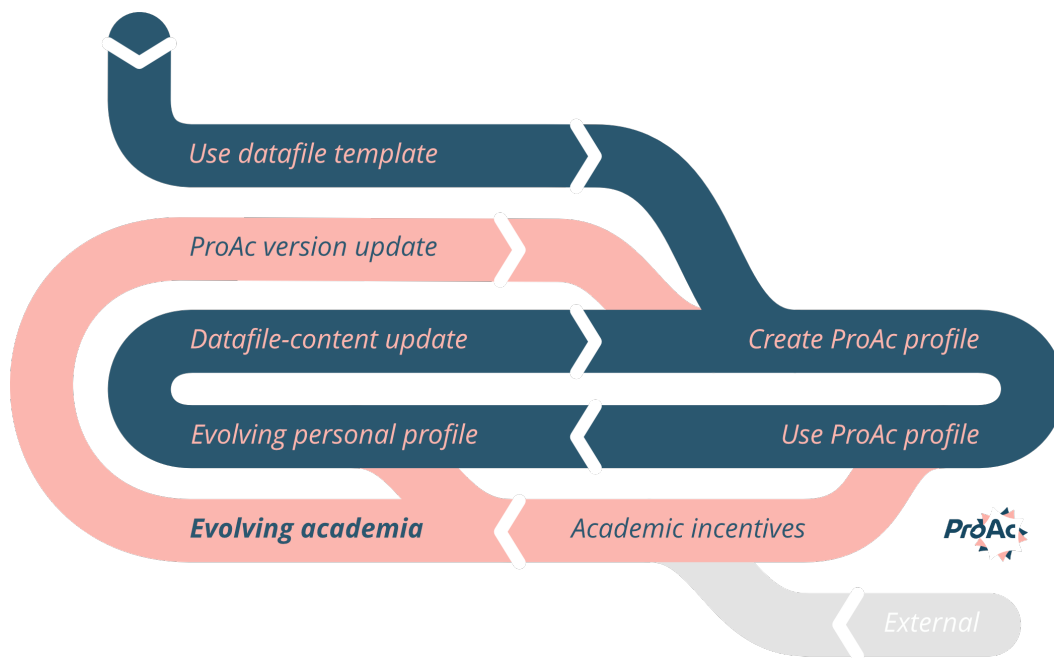 Use datafile template
ProAc version update
Datafile-content update
Create ProAc profile
Evolving personal profile
Use ProAc profile
Evolving academia
Academic incentives
ProAc
External